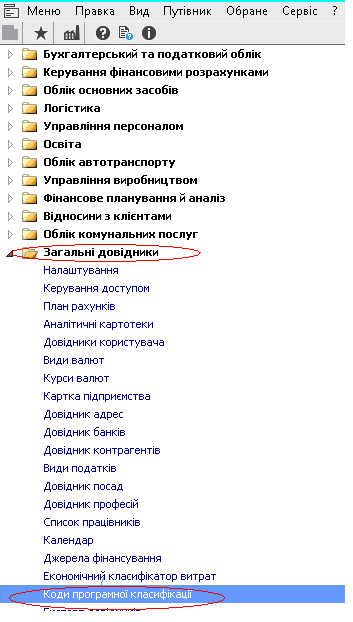 Меню Правка Вид Путівник Обране Сервіс ?
Бухгалтерський та податковий облік
Керування фінансовими розрахунками
Облік основних засобів
Логістика
Управління персоналом
Освіта
Облік автотранспорту
Управління виробництвом
Фінансове планування й аналіз
Відносини з клієнтами
Облік комунальних послуг
Загальні довідники
Налаштування
Керування доступом
План рахунків
Аналітичні картотеки
Довідники користувача
Види валют
Курси валют
Картка підприємства
Довідник адрес
Довідник банків
Довідник контрагентів
Види податків
Довідник посад
Довідник професій
Список працівників
Календар
Джерела фінансування
Економічний класифікатор витрат
Коди програмної класифікації